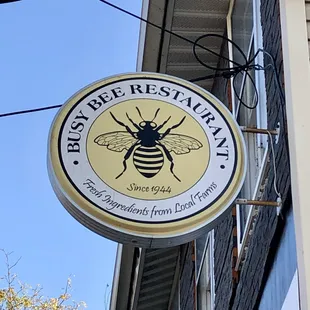 BUSY BEE RESTAURANT
Since 1944
Fresh Ingredients from Local Farms